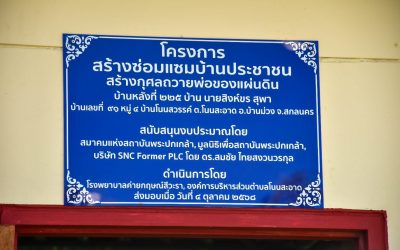 โครงการ
สร้างซ่อมแซมบ้านประชาชน
สร้างกุศลถวายพ่อของแผ่นดิน
บ้านหลังที่ ๒๒๕ บ้าน นายสิงห์ขร สุพา
บ้านเลขที่ ๙๑ หมู่ ๔ บ้านโนนสวรรค์ ต.โนนสะอาด อ.บ้านม่วง จ.สกลนคร
สนับสนุนงบประมาณโดย
สมาคมแห่งสถาบันพระปกเกล้า, มูลนิธิเพื่อสถาบันพระปกเกล้า,
บริษัท SNC Former PLC โดย ดร.สมชัย ไทยสงวนวรกุล
ดำเนินการโดย
โรงพยาบาลค่ายกฤษณ์สีวะรา, องค์การบริหารส่วนตำบลโนนสะอาด
ส่งมอบเมื่อ วันที่ ๔ ตุลาคม ๒๕๖๘